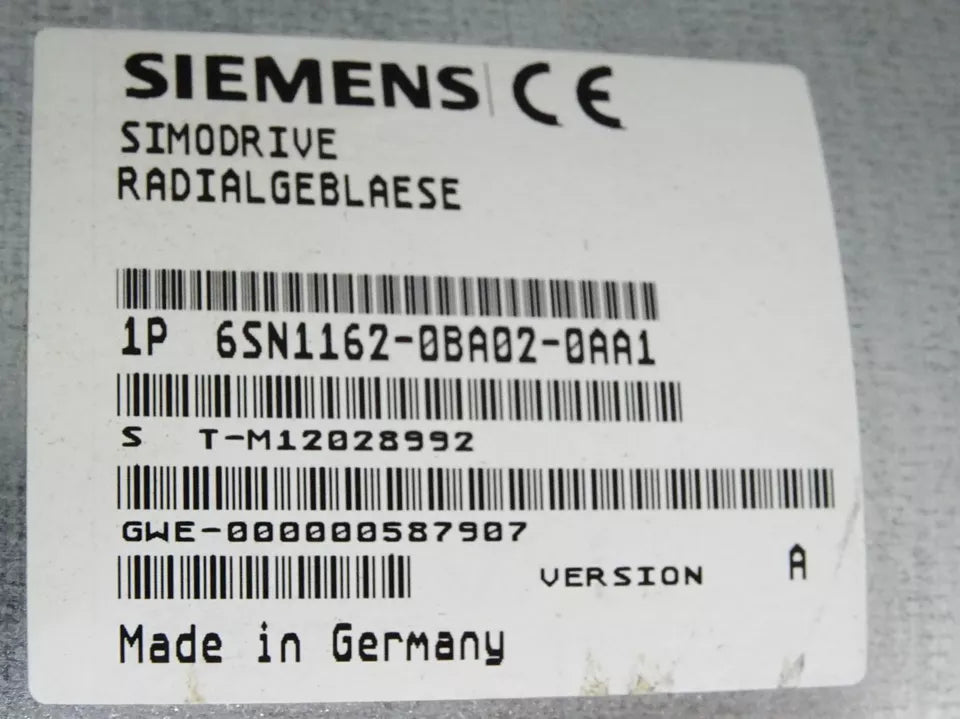 SIEMENS CE
SIMODRIVE
RADIALGEBLAESE
1P 6SN1162-0BA02-0AA1
S T-M12028992
GWE-000000587907
VERSION A
Made in Germany